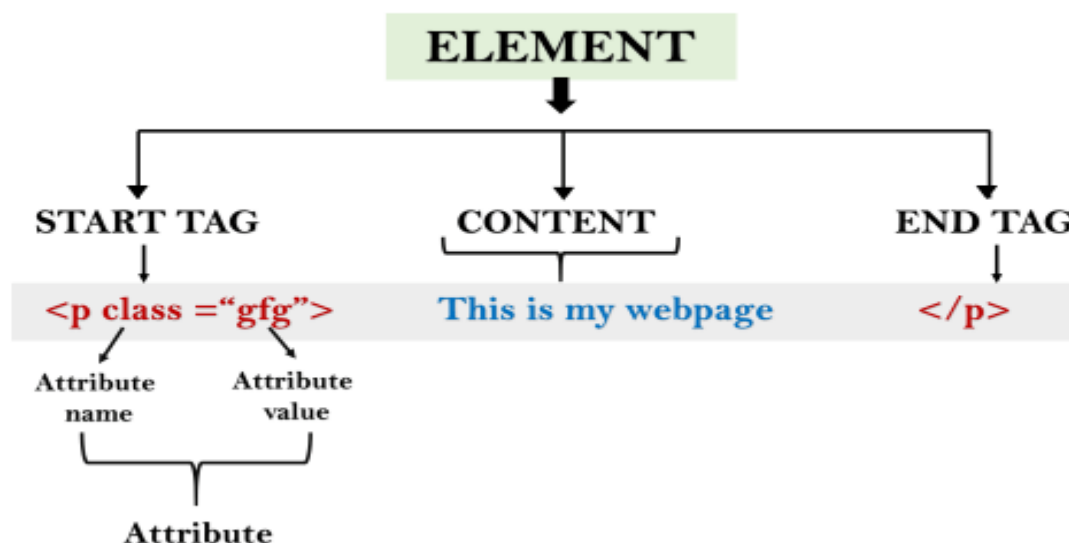 ELEMENT
START TAG
CONTENT
END TAG
<p class =“gfg”>
This is my webpage
</p>
Attribute
name
Attribute
value
Attribute